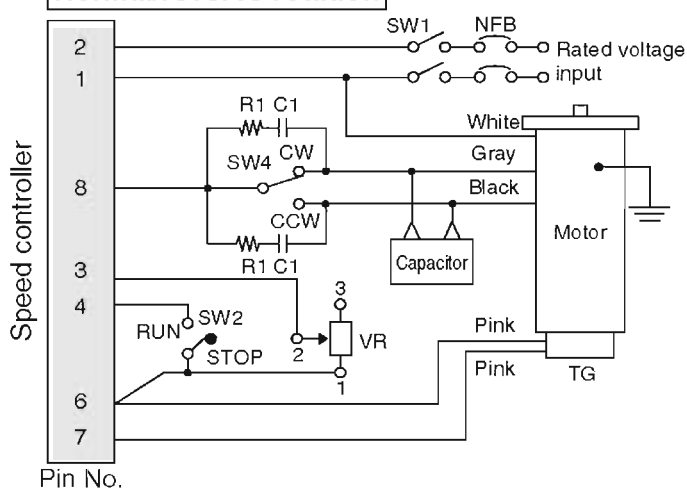 SW1 NFB
2 Rated voltage
1 input
R1 C1 White
CW Gray
SW4
8 Black
CCW
Motor
R1 C1 Capacitor
Speed controller
3 3
4 SW2
RUN VR Pink
STOP 2
1 Pink TG
6
7
Pin No.